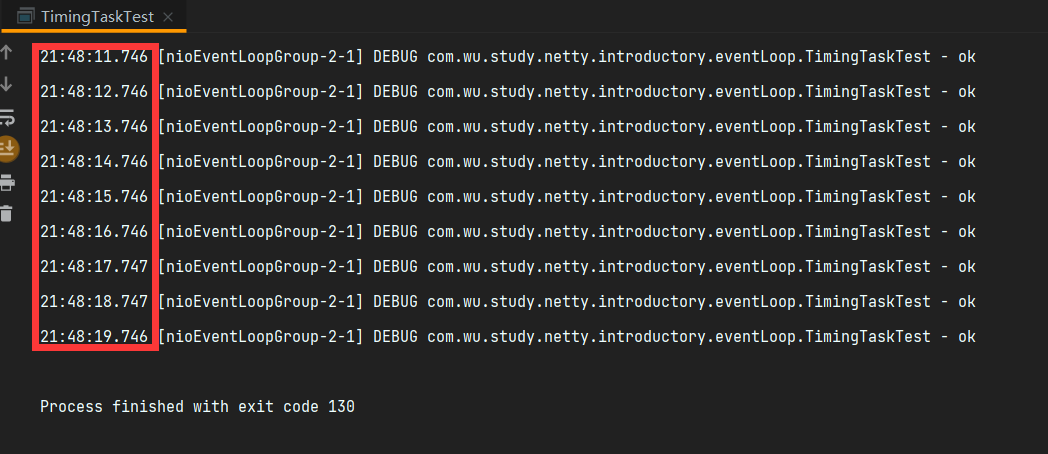 TimingTaskTest
21:48:11.746 [nioEventLoopGroup-2-1] DEBUG com.wu.study.netty.introductory.eventLoop.TimingTaskTest - ok
21:48:12.746 [nioEventLoopGroup-2-1] DEBUG com.wu.study.netty.introductory.eventLoop.TimingTaskTest - ok
21:48:13.746 [nioEventLoopGroup-2-1] DEBUG com.wu.study.netty.introductory.eventLoop.TimingTaskTest - ok
21:48:14.746 [nioEventLoopGroup-2-1] DEBUG com.wu.study.netty.introductory.eventLoop.TimingTaskTest - ok
21:48:15.746 [nioEventLoopGroup-2-1] DEBUG com.wu.study.netty.introductory.eventLoop.TimingTaskTest - ok
21:48:16.746 [nioEventLoopGroup-2-1] DEBUG com.wu.study.netty.introductory.eventLoop.TimingTaskTest - ok
21:48:17.747 [nioEventLoopGroup-2-1] DEBUG com.wu.study.netty.introductory.eventLoop.TimingTaskTest - ok
21:48:18.747 [nioEventLoopGroup-2-1] DEBUG com.wu.study.netty.introductory.eventLoop.TimingTaskTest - ok
21:48:19.746 [nioEventLoopGroup-2-1] DEBUG com.wu.study.netty.introductory.eventLoop.TimingTaskTest - ok
Process finished with exit code 130